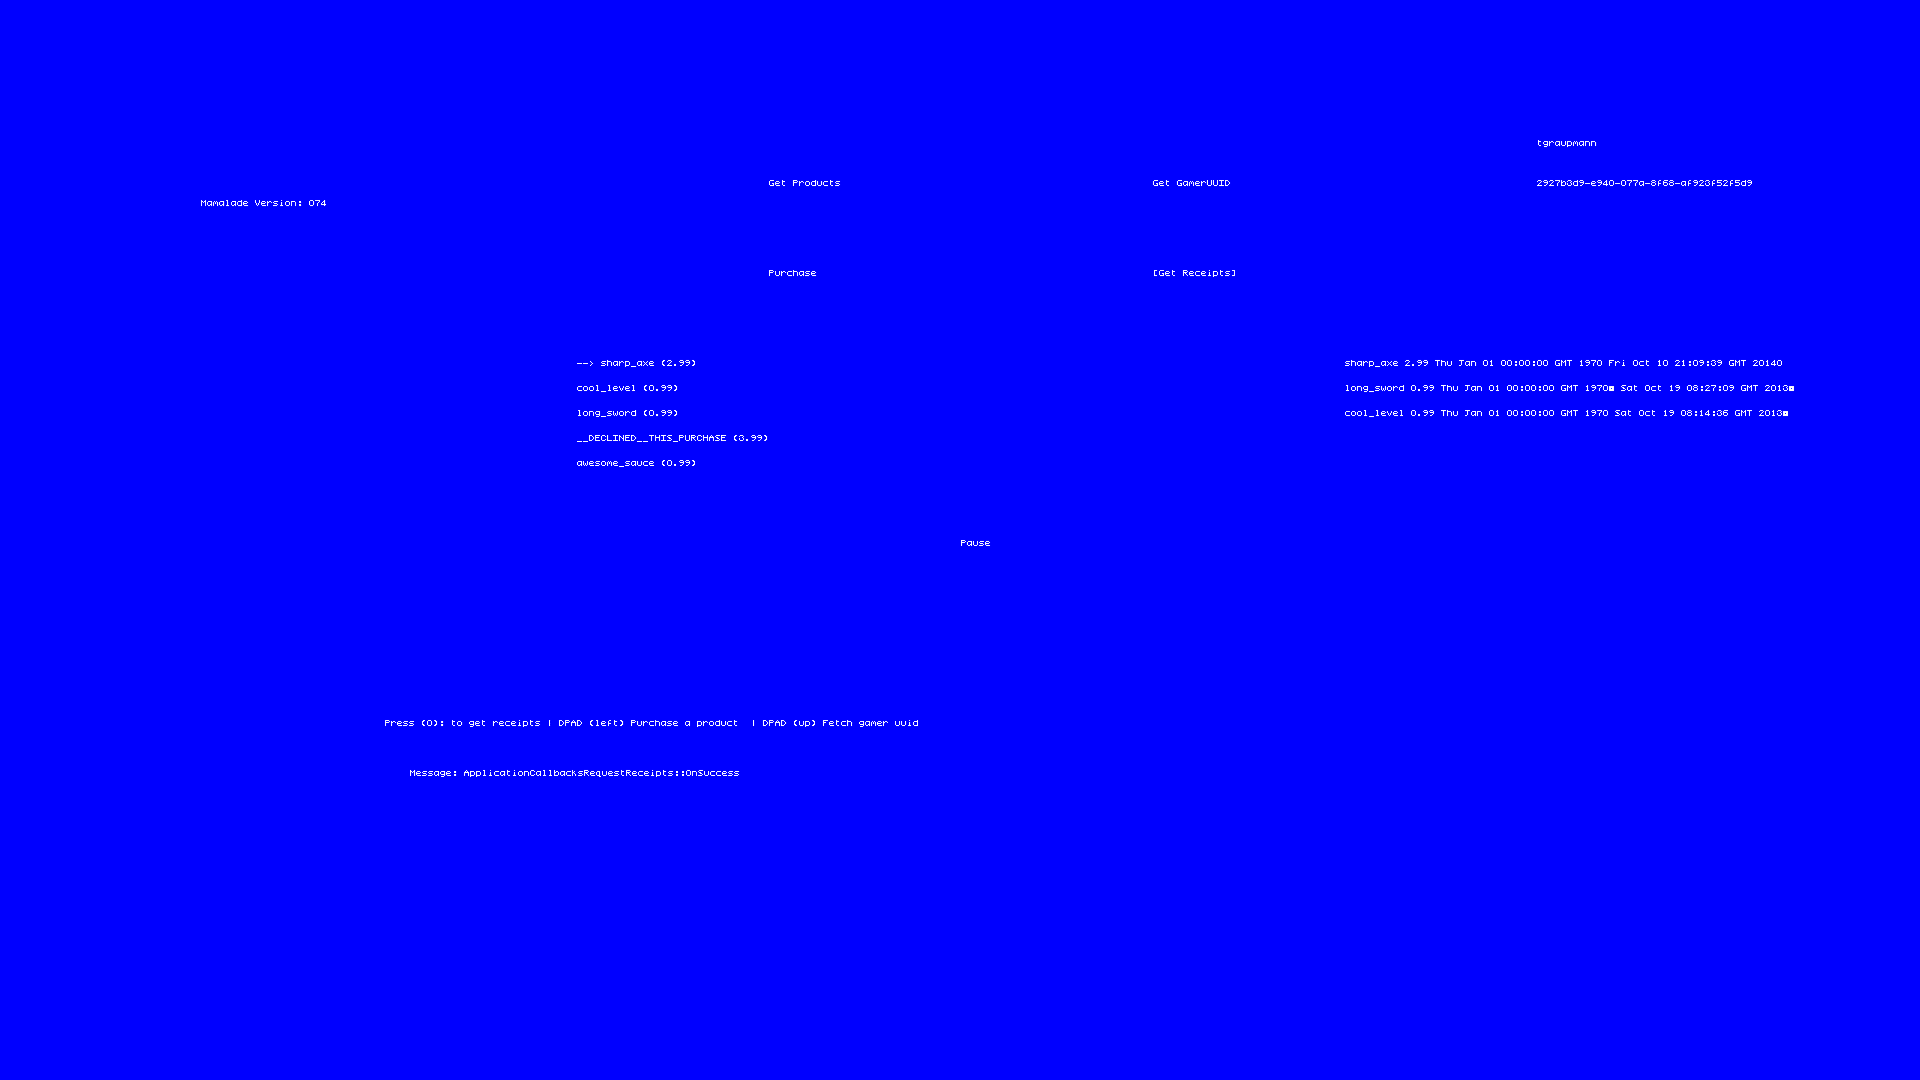 tgraupmann
Get Products
Get GamerUUID
2927b3d9-e940-077a-8f68-af923f52f5d9
Mamalade Version: 074
Purchase
[Get Receipts]
--> sharp_axe (2.99)
sharp_axe 2.99 Thu Jan 01 00:00:00 GMT 1970 Fri Oct 10 21:09:39 GMT 20140
cool_level (0.99)
long_sword 0.99 Thu Jan 01 00:00:00 GMT 1970 Sat Oct 19 08:27:09 GMT 2013
long_sword (0.99)
cool_level 0.99 Thu Jan 01 00:00:00 GMT 1970 Sat Oct 19 08:14:36 GMT 2013
__DECLINED__THIS_PURCHASE (3.99)
awesome_sauce (0.99)
Pause
Press (O): to get receipts | DPAD (left) Purchase a product  | DPAD (up) Fetch gamer uuid
Message: ApplicationCallbacksRequestReceipts::OnSuccess